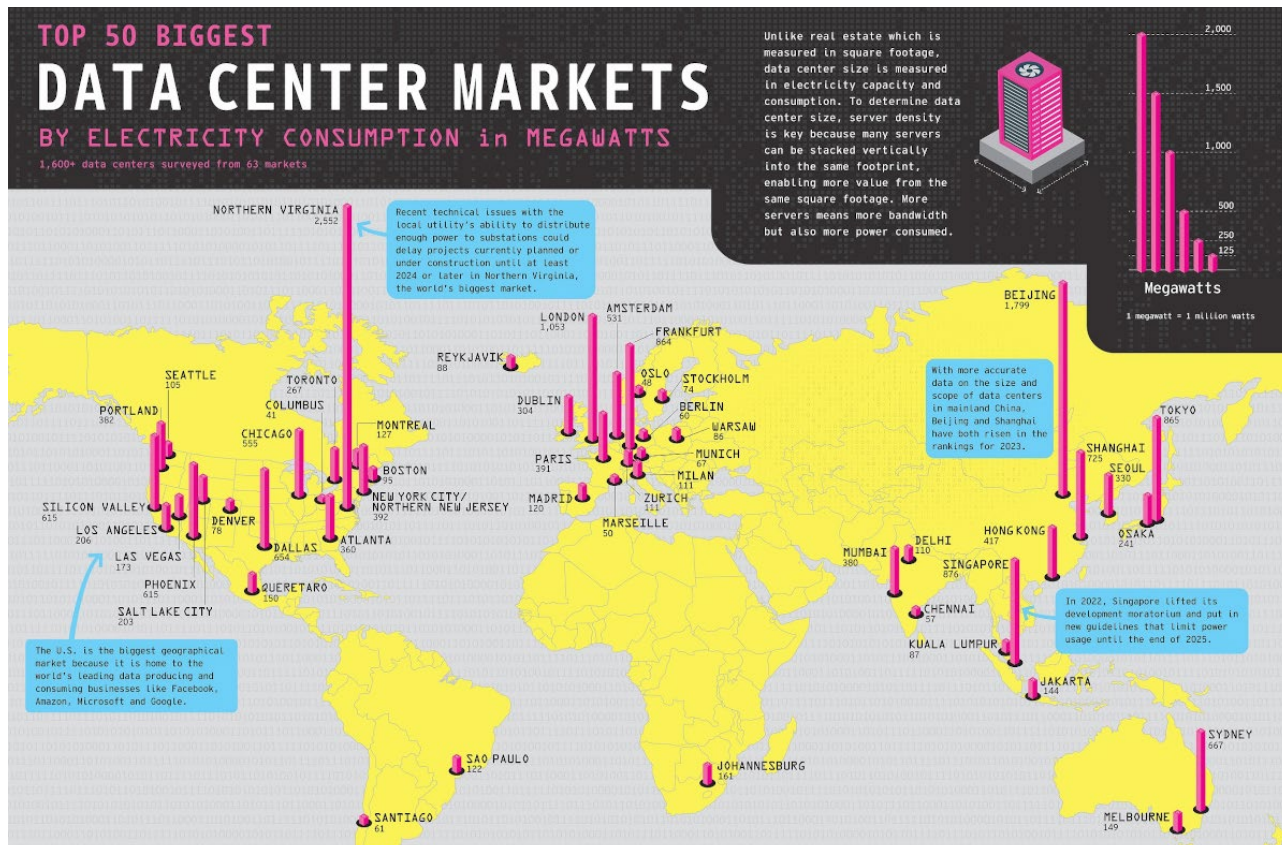 TOP 50 BIGGEST
DATA CENTER MARKETS
BY ELECTRICITY CONSUMPTION in MEGAWATTS
1,600+ data centers surveyed from 63 markets
Unlike real estate which is
measured in square footage,
data center size is measured
in electricity capacity and
consumption. To determine data
center size, server density
is key because many servers
can be stacked vertically
into the same footprint,
enabling more value from the
same square footage. More
servers means more bandwidth
but also more power consumed.
2,000
1,500
1,000
500
250
125
Megawatts
1 megawatt = 1 million watts
NORTHERN VIRGINIA
2,552
Recent technical issues with the
local utility's ability to distribute
enough power to substations could
delay projects currently planned or
under construction until at least
2024 or later in Northern Virginia,
the world's biggest market.
SEATTLE
105
PORTLAND
382
TORONTO
267
COLUMBUS
41
CHICAGO
555
MONTREAL
127
BOSTON
95
NEW YORK CITY/
NORTHERN NEW JERSEY
392
SILICON VALLEY
615
LOS ANGELES
206
LAS VEGAS
173
PHOENIX
615
SALT LAKE CITY
203
DENVER
78
DALLAS
654
ATLANTA
360
QUERETARO
150
The U.S. is the biggest geographical
market because it is home to the
world's leading data producing and
consuming businesses like Facebook,
Amazon, Microsoft and Google.
SAO PAULO
122
SANTIAGO
61
REYKJAVIK
88
LONDON
1,053
AMSTERDAM
531
FRANKFURT
864
OSLO
48
STOCKHOLM
74
DUBLIN
304
BERLIN
60
WARSAW
86
PARIS
391
MUNICH
67
MILAN
111
MADRID
120
ZURICH
111
MARSEILLE
50
JOHANNESBURG
161
BEIJING
1,799
With more accurate
data on the size and
scope of data centers
in mainland China,
Beijing and Shanghai
have both risen in the
rankings for 2023.
TOKYO
865
SHANGHAI
725
SEOUL
330
OSAKA
241
HONG KONG
417
MUMBAI
380
DELHI
110
SINGAPORE
876
CHENNAI
57
KUALA LUMPUR
87
In 2022, Singapore lifted its
development moratorium and put in
new guidelines that limit power
usage until the end of 2025.
JAKARTA
144
SYDNEY
667
MELBOURNE
149